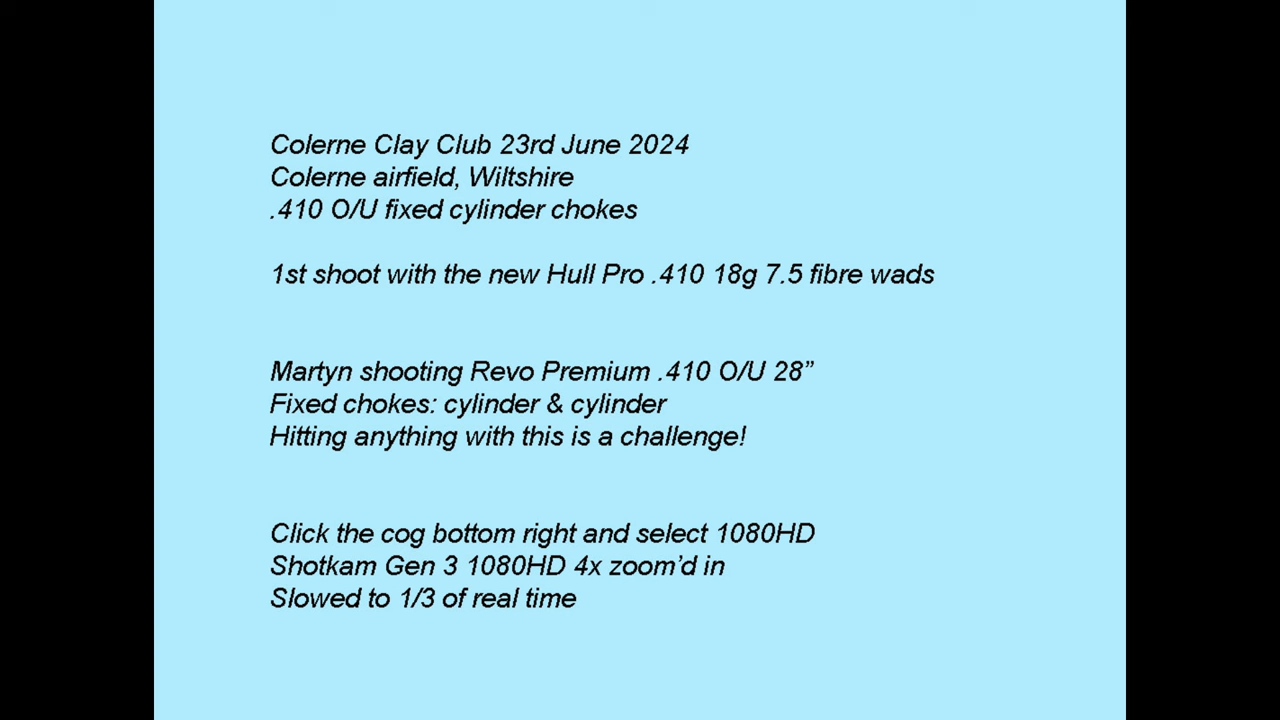 Colerne Clay Club 23rd June 2024
Colerne airfield, Wiltshire
.410 O/U fixed cylinder chokes
1st shoot with the new Hull Pro .410 18g 7.5 fibre wads
Martyn shooting Revo Premium .410 O/U 28”
Fixed chokes: cylinder & cylinder
Hitting anything with this is a challenge!
Click the cog bottom right and select 1080HD
Shotkam Gen 3 1080HD 4x zoom’d in
Slowed to 1/3 of real time